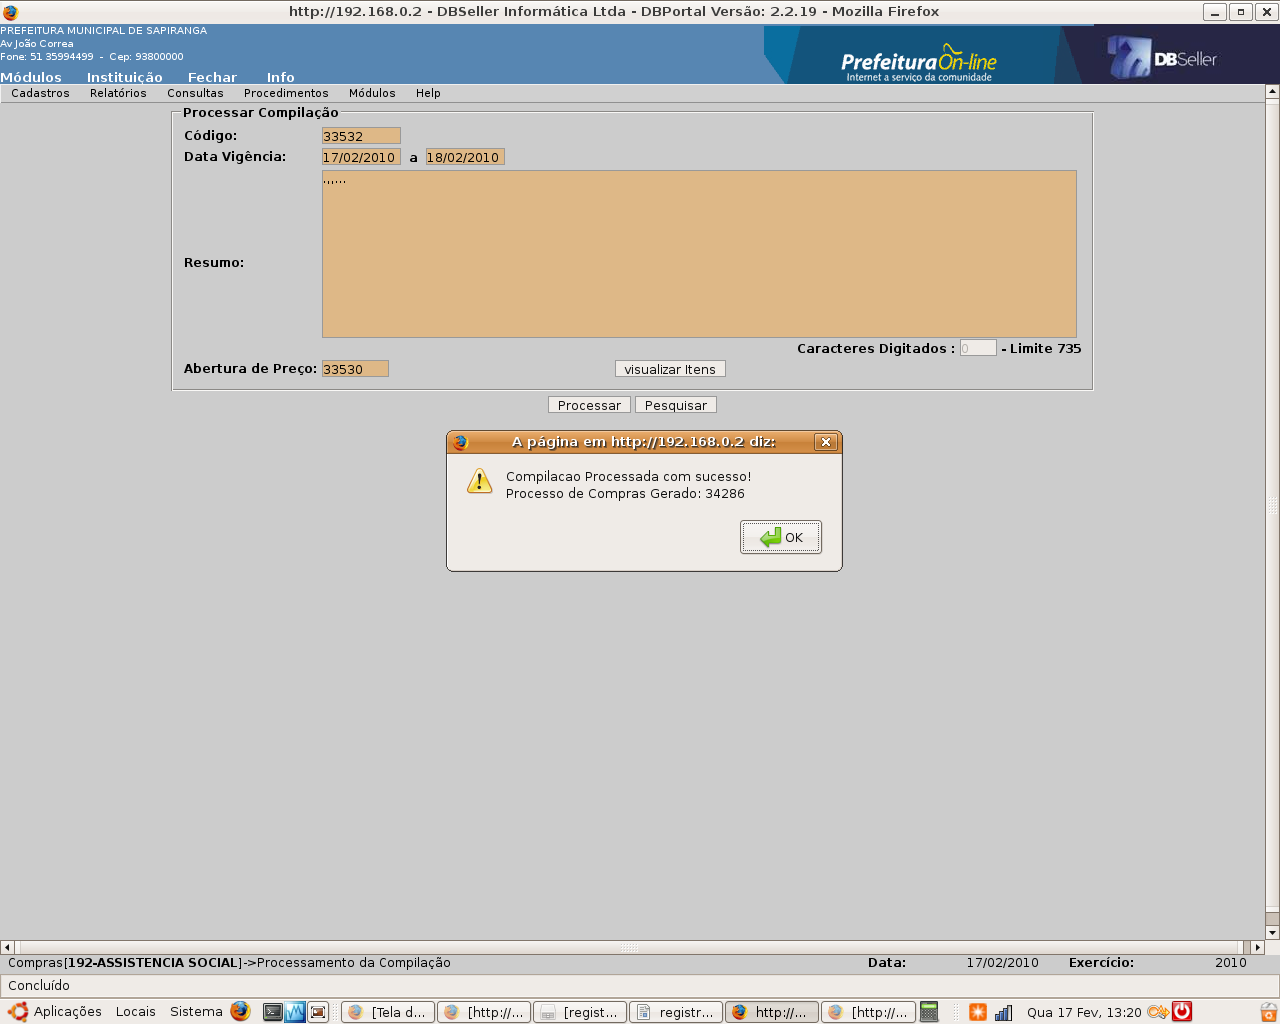 http://192.168.0.2 - DBSeller Informática Ltda - DBPortal Versão: 2.2.19 - Mozilla Firefox
PREFEITURA MUNICIPAL DE SAPIRANGA
Av João Correa
Fone: 51 35994499 - Cep: 93800000
Módulos Instituição Fechar Info
PrefeituraOn-line
Internet a serviço da comunidade
DBSeller
Cadastros Relatórios Consultas Procedimentos Módulos Help
Processar Compilação
Código: 33532
Data Vigência: 17/02/2010 a 18/02/2010
Resumo:
Caracteres Digitados : 0 - Limite 735
Abertura de Preço: 33530 visualizar Itens
Processar Pesquisar
A página em http://192.168.0.2 diz:
Compilacao Processada com sucesso!
Processo de Compras Gerado: 34286
OK
Compras[192-ASSISTENCIA SOCIAL]->Processamento da Compilação Data: 17/02/2010 Exercício: 2010
Concluído
Aplicações Locais Sistema [Tela d... [http://... [regist... registr... http://... [http://... Qua 17 Fev, 13:20